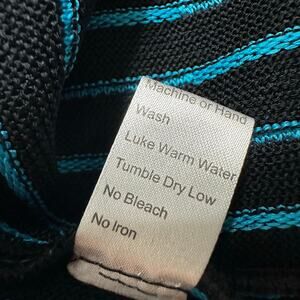 Machine or Hand
Wash
Luke Warm Water
Tumble Dry Low
No Bleach
No Iron